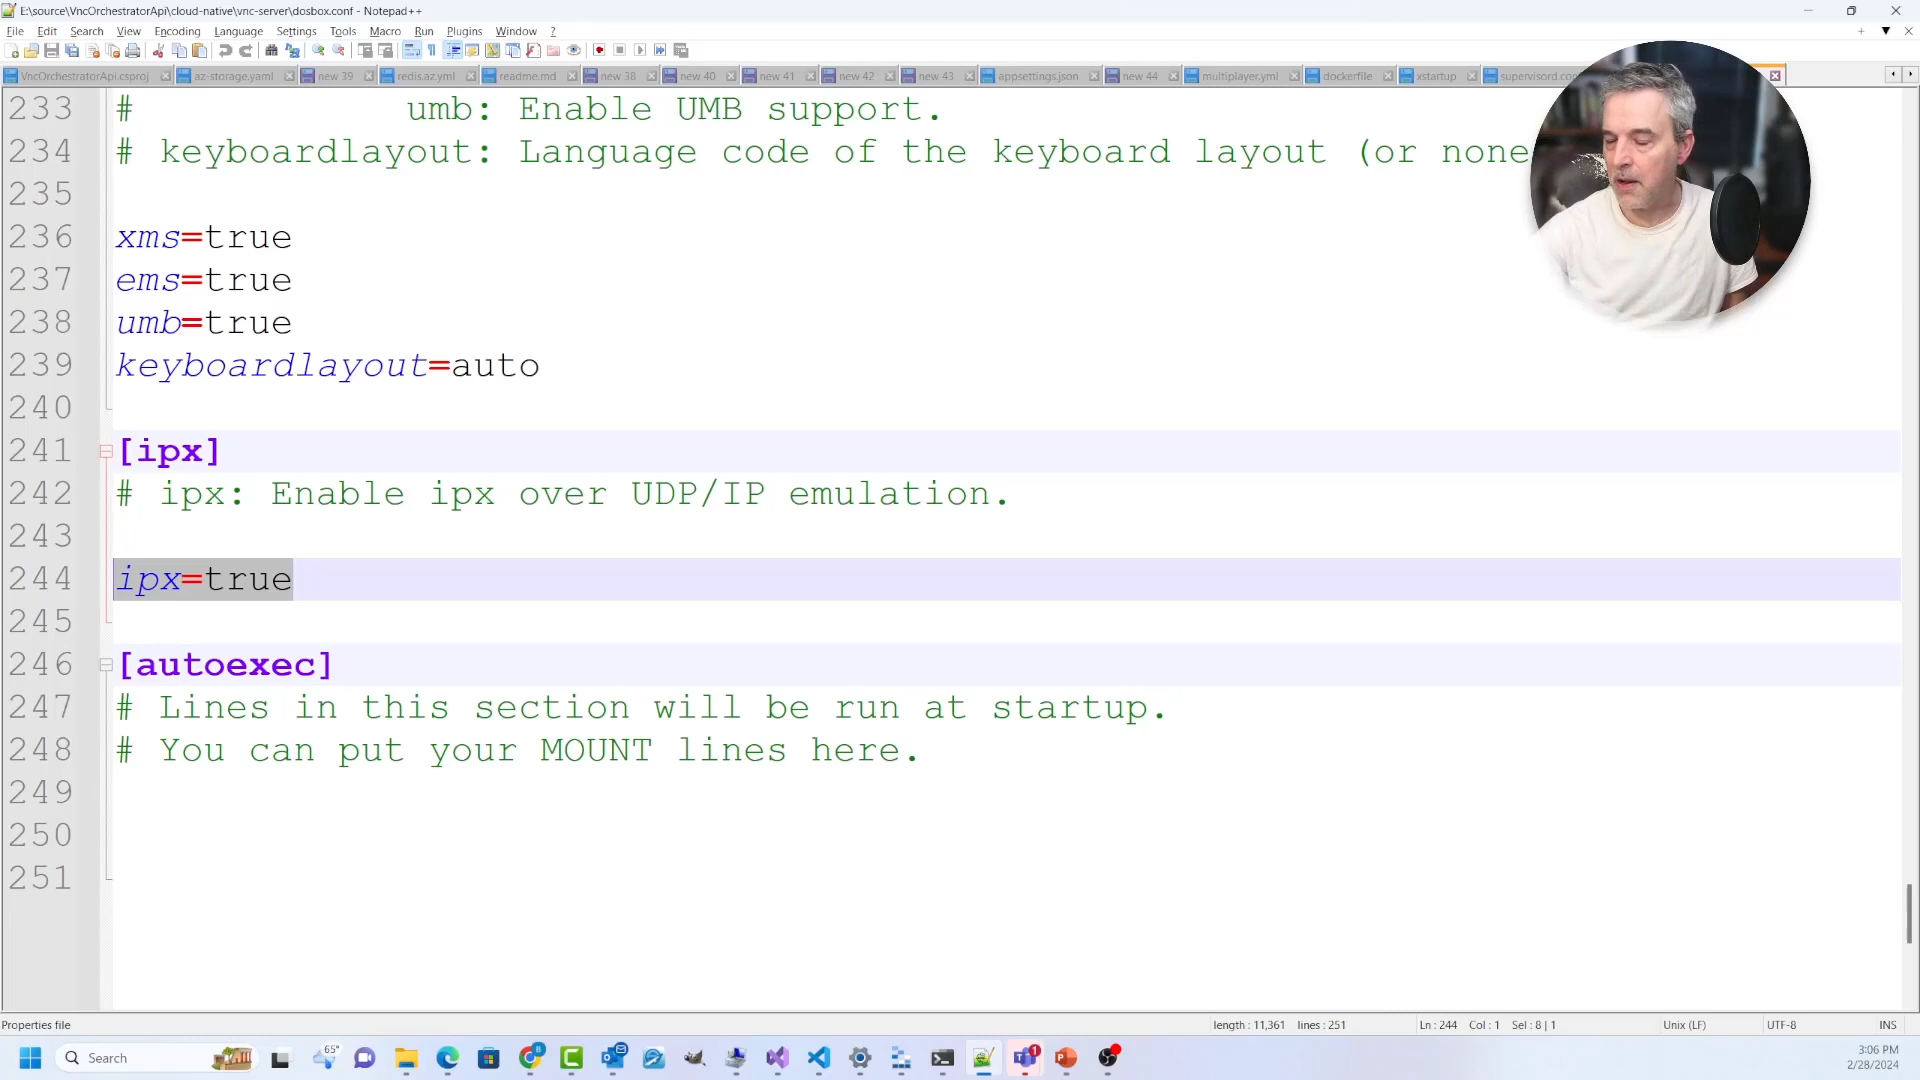 E:\source\VncOrchestratorApi\cloud-native\vnc-server\dosbox.conf - Notepad++
File Edit Search View Encoding Language Settings Tools Macro Run Plugins Window ?
VncOrchestratorApi.csproj az-storage.yaml new 39 redis.az.yml readme.md new 38 new 40 new 41 new 42 new 43 appsettings.json new 44 multiplayer.yml dockerfile xstartup supervisord.con
233 # umb: Enable UMB support.
234 # keyboardlayout: Language code of the keyboard layout (or none
235
236 xms=true
237 ems=true
238 umb=true
239 keyboardlayout=auto
240
241 [ipx]
242 # ipx: Enable ipx over UDP/IP emulation.
243
244 ipx=true
245
246 [autoexec]
247 # Lines in this section will be run at startup.
248 # You can put your MOUNT lines here.
249
250
251
Properties file length : 11,361 lines : 251 Ln : 244 Col : 1 Sel : 8 | 1 Unix (LF) UTF-8 INS
Search 65° 3:06 PM
2/28/2024